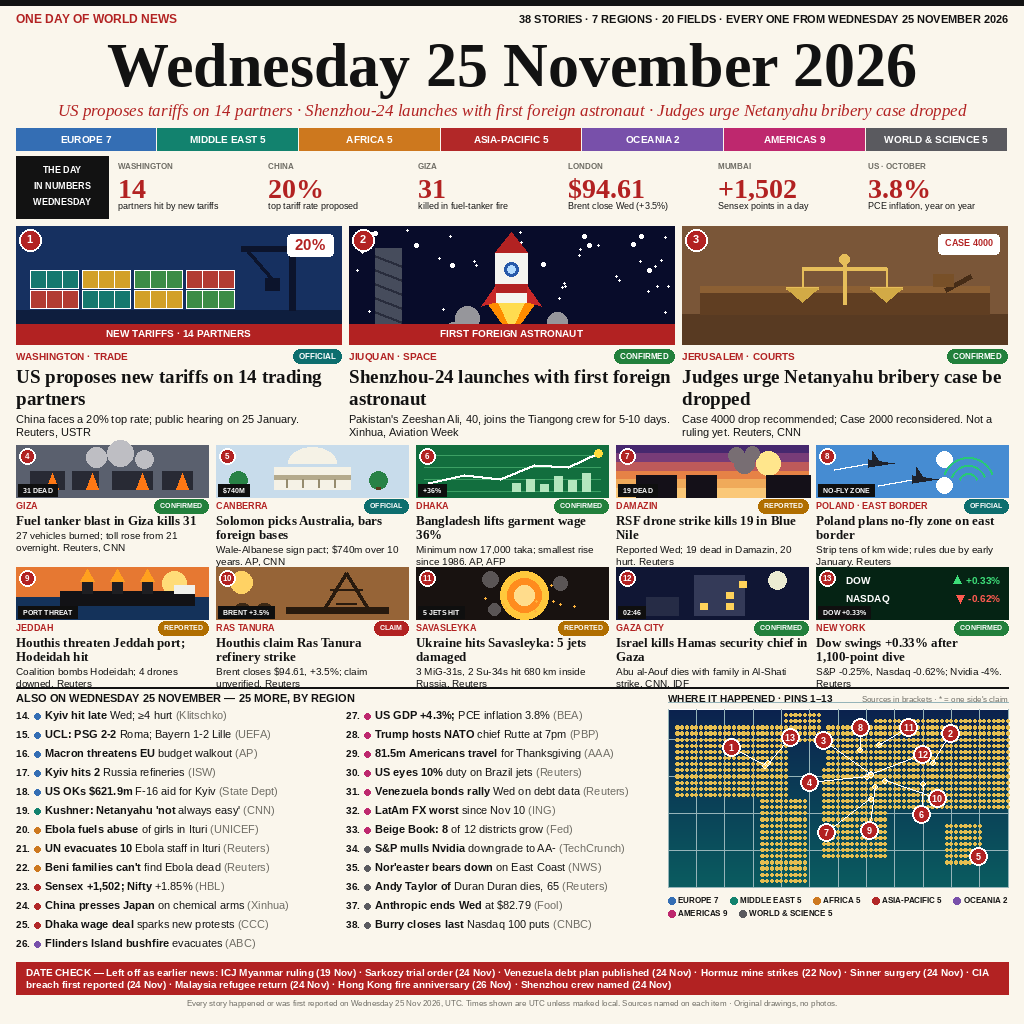 ONE DAY OF WORLD NEWS
38 STORIES · 7 REGIONS · 20 FIELDS · EVERY ONE FROM WEDNESDAY 25 NOVEMBER 2026
Wednesday 25 November 2026
US proposes tariffs on 14 partners · Shenzhou-24 launches with first foreign astronaut · Judges urge Netanyahu bribery case dropped
EUROPE 7
MIDDLE EAST 5
AFRICA 5
ASIA-PACIFIC 5
OCEANIA 2
AMERICAS 9
WORLD & SCIENCE 5
THE DAY
IN NUMBERS
WEDNESDAY
WASHINGTON
14
partners hit by new tariffs
CHINA
20%
top tariff rate proposed
GIZA
31
killed in fuel-tanker fire
LONDON
$94.61
Brent close Wed (+3.5%)
MUMBAI
+1,502
Sensex points in a day
US · OCTOBER
3.8%
PCE inflation, year on year
1
20%
NEW TARIFFS · 14 PARTNERS
WASHINGTON · TRADE
OFFICIAL
US proposes new tariffs on 14 trading
partners
China faces a 20% top rate; public hearing on 25 January.
Reuters, USTR
2
FIRST FOREIGN ASTRONAUT
JIUQUAN · SPACE
CONFIRMED
Shenzhou-24 launches with first foreign
astronaut
Pakistan's Zeeshan Ali, 40, joins the Tiangong crew for 5-10 days.
Xinhua, Aviation Week
3
CASE 4000
JERUSALEM · COURTS
CONFIRMED
Judges urge Netanyahu bribery case be
dropped
Case 4000 drop recommended; Case 2000 reconsidered. Not a
ruling yet. Reuters, CNN
4
31 DEAD
GIZA
CONFIRMED
Fuel tanker blast in Giza kills 31
27 vehicles burned; toll rose from 21
overnight. Reuters, CNN
5
$740M
CANBERRA
OFFICIAL
Solomon picks Australia, bars
foreign bases
Wale-Albanese sign pact; $740m over 10
years. AP, CNN
6
+36%
DHAKA
CONFIRMED
Bangladesh lifts garment wage
36%
Minimum now 17,000 taka; smallest rise
since 1986. AP, AFP
7
19 DEAD
DAMAZIN
REPORTED
RSF drone strike kills 19 in Blue
Nile
Reported Wed; 19 dead in Damazin, 20
hurt. Reuters
8
NO-FLY ZONE
POLAND · EAST BORDER
OFFICIAL
Poland plans no-fly zone on east
border
Strip tens of km wide; rules due by early
January. Reuters
9
PORT THREAT
JEDDAH
REPORTED
Houthis threaten Jeddah port;
Hodeidah hit
Coalition bombs Hodeidah; 4 drones
downed. Reuters
10
BRENT +3.5%
RAS TANURA
CLAIM
Houthis claim Ras Tanura
refinery strike
Brent closes $94.61, +3.5%; claim
unverified. Reuters
11
5 JETS HIT
SAVASLEYKA
REPORTED
Ukraine hits Savasleyka: 5 jets
damaged
3 MiG-31s, 2 Su-34s hit 680 km inside
Russia. Reuters
12
02:46
GAZA CITY
CONFIRMED
Israel kills Hamas security chief in
Gaza
Abu al-Aouf dies with family in Al-Shati
strike. CNN, IDF
13
DOW
+0.33%
NASDAQ
-0.62%
DOW +0.33%
NEW YORK
CONFIRMED
Dow swings +0.33% after
1,100-point dive
S&P -0.25%, Nasdaq -0.62%; Nvidia -4%.
Reuters
ALSO ON WEDNESDAY 25 NOVEMBER — 25 MORE, BY REGION
14. Kyiv hit late Wed; ≥4 hurt (Klitschko)
15. UCL: PSG 2-2 Roma; Bayern 1-2 Lille (UEFA)
16. Macron threatens EU budget walkout (AP)
17. Kyiv hits 2 Russia refineries (ISW)
18. US OKs $621.9m F-16 aid for Kyiv (State Dept)
19. Kushner: Netanyahu 'not always easy' (CNN)
20. Ebola fuels abuse of girls in Ituri (UNICEF)
21. UN evacuates 10 Ebola staff in Ituri (Reuters)
22. Beni families can't find Ebola dead (Reuters)
23. Sensex +1,502; Nifty +1.85% (HBL)
24. China presses Japan on chemical arms (Xinhua)
25. Dhaka wage deal sparks new protests (CCC)
26. Flinders Island bushfire evacuates (ABC)
27. US GDP +4.3%; PCE inflation 3.8% (BEA)
28. Trump hosts NATO chief Rutte at 7pm (PBP)
29. 81.5m Americans travel for Thanksgiving (AAA)
30. US eyes 10% duty on Brazil jets (Reuters)
31. Venezuela bonds rally Wed on debt data (Reuters)
32. LatAm FX worst since Nov 10 (ING)
33. Beige Book: 8 of 12 districts grow (Fed)
34. S&P mulls Nvidia downgrade to AA- (TechCrunch)
35. Nor'easter bears down on East Coast (NWS)
36. Andy Taylor of Duran Duran dies, 65 (Reuters)
37. Anthropic ends Wed at $82.79 (Fool)
38. Burry closes last Nasdaq 100 puts (CNBC)
WHERE IT HAPPENED · PINS 1–13
Sources in brackets · * = one side's claim
1
13
3
8
11
2
12
4
10
6
7
9
5
EUROPE 7
MIDDLE EAST 5
AFRICA 5
ASIA-PACIFIC 5
OCEANIA 2
AMERICAS 9
WORLD & SCIENCE 5
DATE CHECK — Left off as earlier news: ICJ Myanmar ruling (19 Nov) · Sarkozy trial order (24 Nov) · Venezuela debt plan published (24 Nov) · Hormuz mine strikes (22 Nov) · Sinner surgery (24 Nov) · CIA
breach first reported (24 Nov) · Malaysia refugee return (24 Nov) · Hong Kong fire anniversary (26 Nov) · Shenzhou crew named (24 Nov)
Every story happened or was first reported on Wednesday 25 Nov 2026, UTC. Times shown are UTC unless marked local. Sources named on each item · Original drawings, no photos.